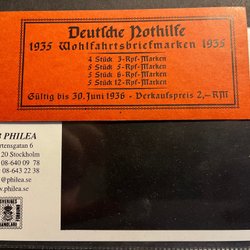 Deutsche Nothilfe
1935 Wohlfahrtsbriefmarken 1935
4 Stück 3-Rpf-Marken
5 Stück 5-Rpf-Marken
5 Stück 6-Rpf-Marken
5 Stück 12-Rpf-Marken
Gültig bis 30. Juni 1936 - Verkaufspreis 2,- RM
PHILEA
rtensgatan 6
20 Stockholm
08-640 09 78
08-643 22 38
@philea.se
w.philea.se